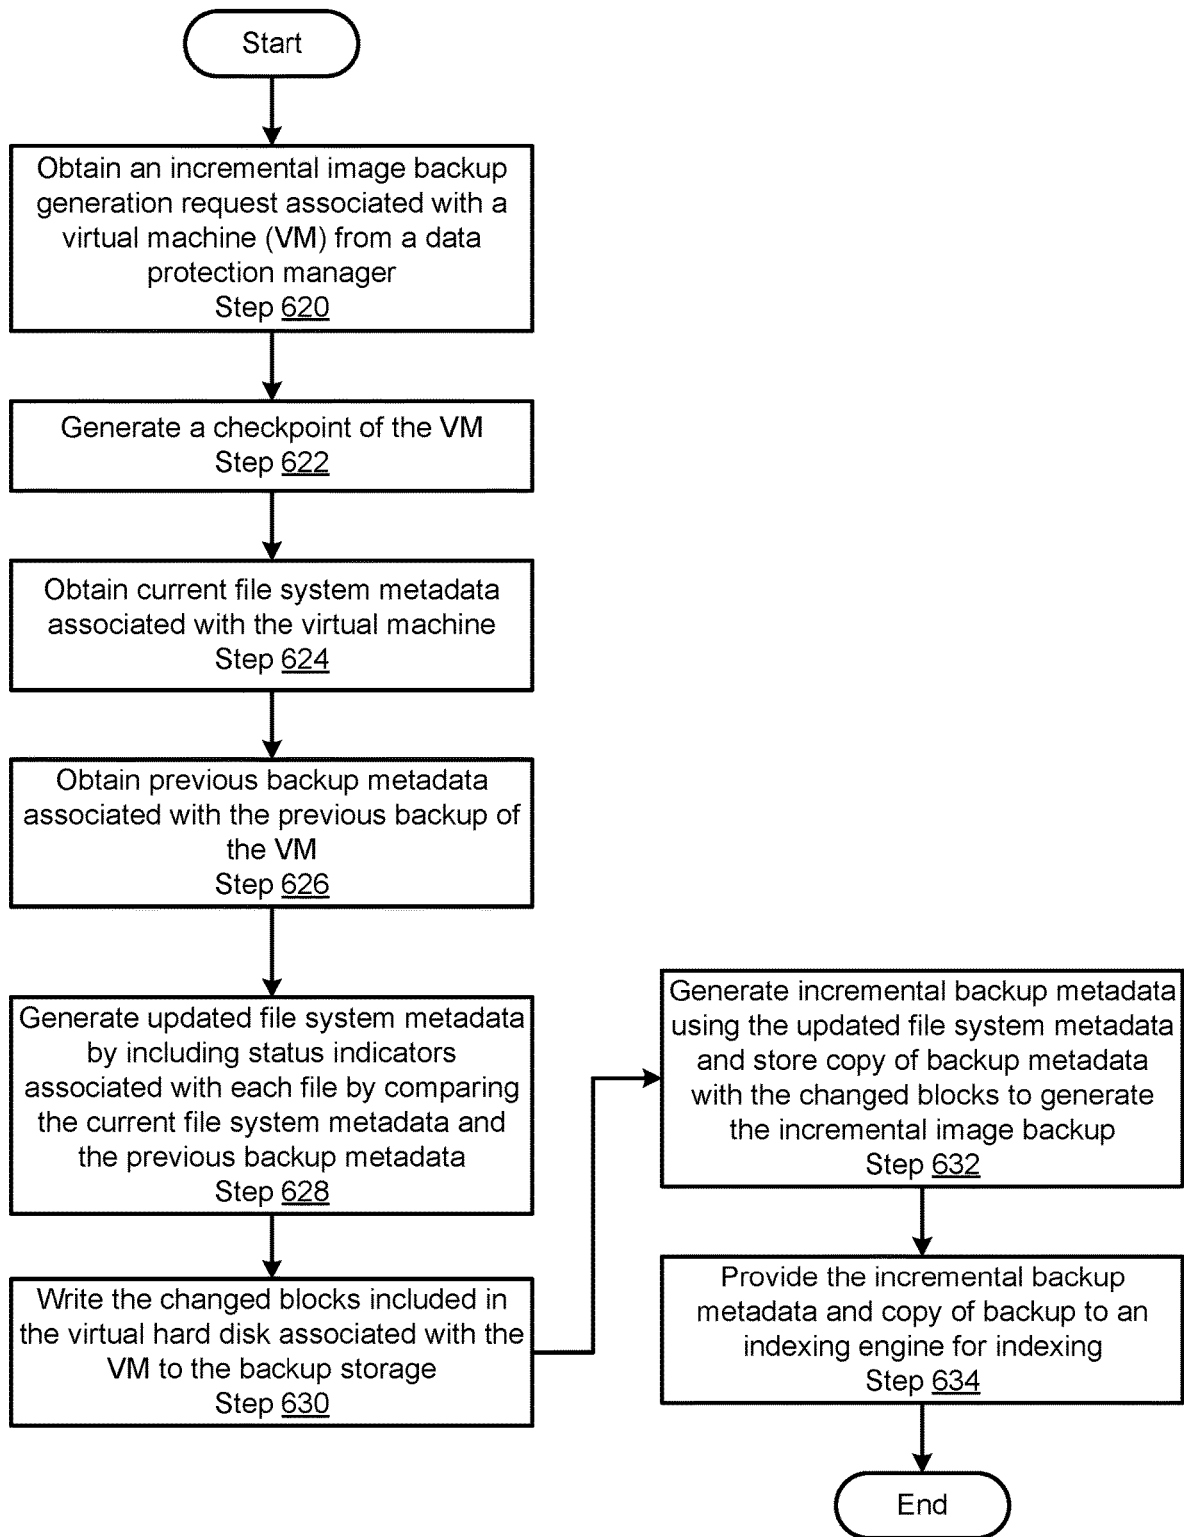 Start
Obtain an incremental image backup
generation request associated with a
virtual machine (VM) from a data
protection manager
Step 620
Generate a checkpoint of the VM
Step 622
Obtain current file system metadata
associated with the virtual machine
Step 624
Obtain previous backup metadata
associated with the previous backup of
the VM
Step 626
Generate updated file system metadata
by including status indicators
associated with each file by comparing
the current file system metadata and
the previous backup metadata
Step 628
Write the changed blocks included in
the virtual hard disk associated with the
VM to the backup storage
Step 630
Generate incremental backup metadata
using the updated file system metadata
and store copy of backup metadata
with the changed blocks to generate
the incremental image backup
Step 632
Provide the incremental backup
metadata and copy of backup to an
indexing engine for indexing
Step 634
End